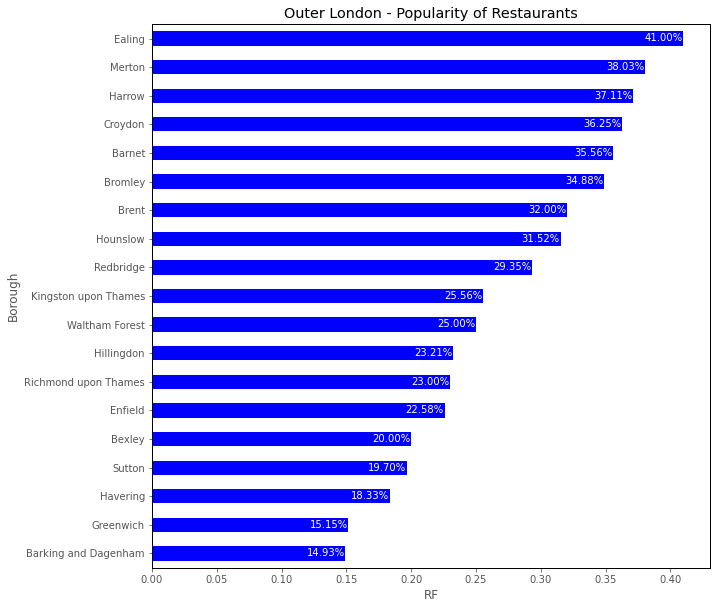 Outer London - Popularity of Restaurants
Ealing 41.00%
Merton 38.03%
Harrow 37.11%
Croydon 36.25%
Barnet 35.56%
Bromley 34.88%
Brent 32.00%
Hounslow 31.52%
Redbridge 29.35%
Kingston upon Thames 25.56%
Waltham Forest 25.00%
Hillingdon 23.21%
Richmond upon Thames 23.00%
Enfield 22.58%
Bexley 20.00%
Sutton 19.70%
Havering 18.33%
Greenwich 15.15%
Barking and Dagenham 14.93%
Borough
0.00 0.05 0.10 0.15 0.20 0.25 0.30 0.35 0.40
RF